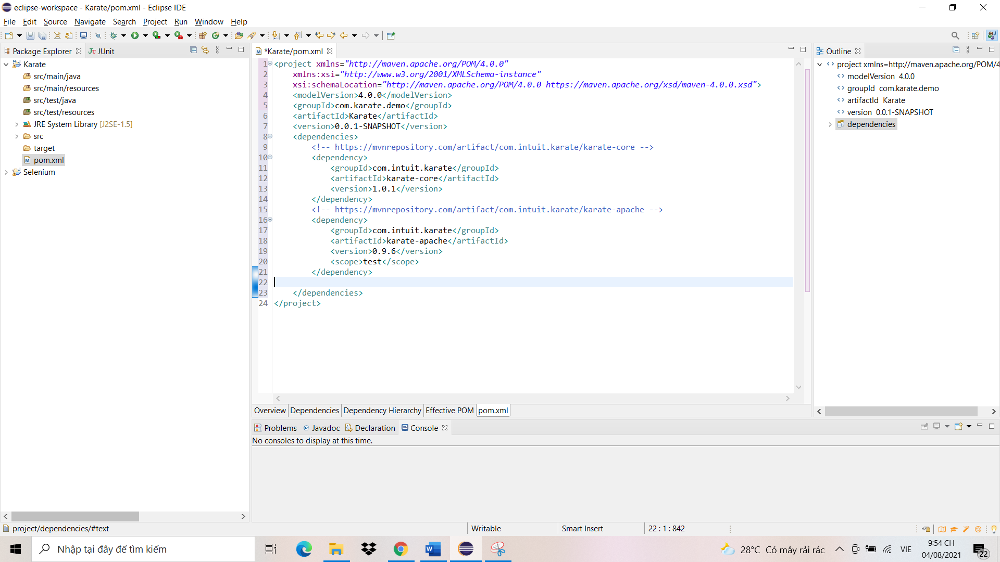 eclipse-workspace - Karate/pom.xml - Eclipse IDE
File Edit Source Navigate Search Project Run Window Help
Package Explorer JUnit
Karate
src/main/java
src/main/resources
src/test/java
src/test/resources
JRE System Library [J2SE-1.5]
src
target
pom.xml
Selenium
*Karate/pom.xml
1 <project xmlns="http://maven.apache.org/POM/4.0.0"
2 xmlns:xsi="http://www.w3.org/2001/XMLSchema-instance"
3 xsi:schemaLocation="http://maven.apache.org/POM/4.0.0 https://maven.apache.org/xsd/maven-4.0.0.xsd">
4 <modelVersion>4.0.0</modelVersion>
5 <groupId>com.karate.demo</groupId>
6 <artifactId>Karate</artifactId>
7 <version>0.0.1-SNAPSHOT</version>
8 <dependencies>
9 <!-- https://mvnrepository.com/artifact/com.intuit.karate/karate-core -->
10 <dependency>
11 <groupId>com.intuit.karate</groupId>
12 <artifactId>karate-core</artifactId>
13 <version>1.0.1</version>
14 </dependency>
15 <!-- https://mvnrepository.com/artifact/com.intuit.karate/karate-apache -->
16 <dependency>
17 <groupId>com.intuit.karate</groupId>
18 <artifactId>karate-apache</artifactId>
19 <version>0.9.6</version>
20 <scope>test</scope>
21 </dependency>
22
23 </dependencies>
24 </project>
Overview Dependencies Dependency Hierarchy Effective POM pom.xml
Outline
project xmlns=http://maven.apache.org/POM/4
modelVersion 4.0.0
groupId com.karate.demo
artifactId Karate
version 0.0.1-SNAPSHOT
dependencies
Problems Javadoc Declaration Console
No consoles to display at this time.
project/dependencies/#text Writable Smart Insert 22 : 1 : 842
Nhập tại đây để tìm kiếm
28°C Có mây rải rác
VIE
9:54 CH
04/08/2021
22